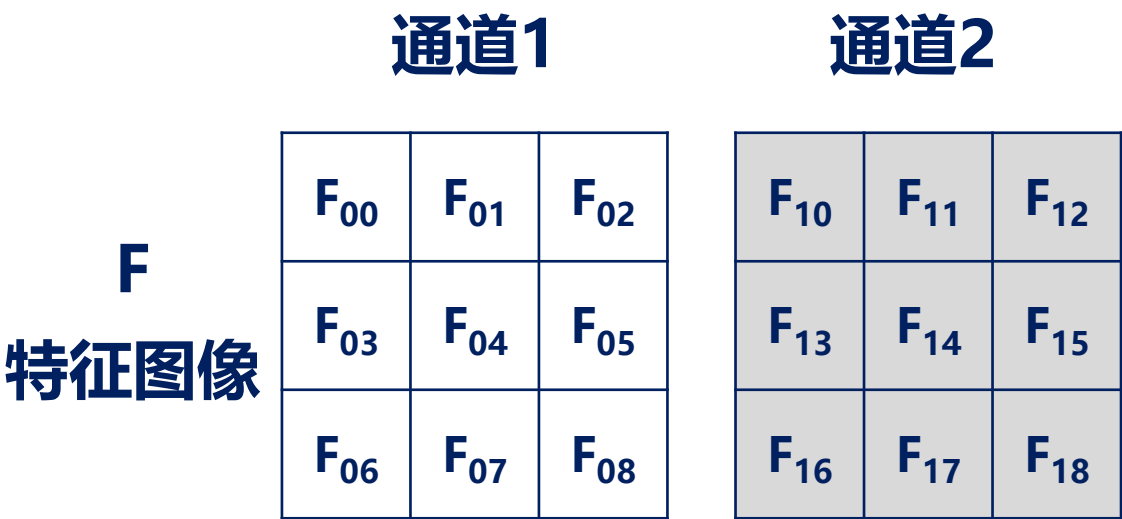 通道1 通道2
F
特征图像
F₀₀ F₀₁ F₀₂ F₁₀ F₁₁ F₁₂
F₀₃ F₀₄ F₀₅ F₁₃ F₁₄ F₁₅
F₀₆ F₀₇ F₀₈ F₁₆ F₁₇ F₁₈